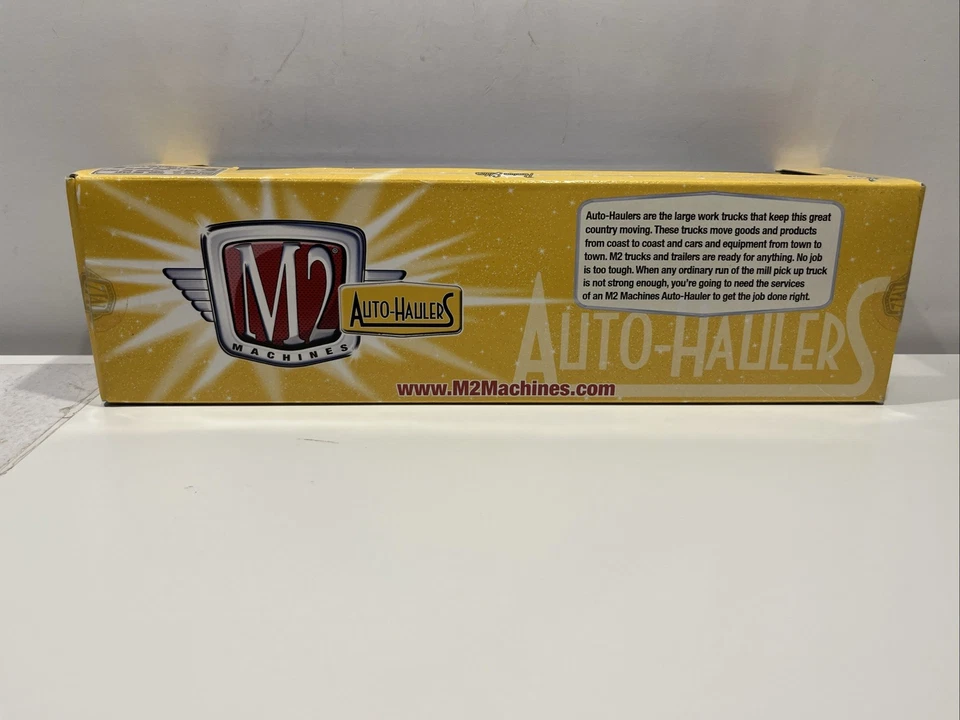 M2
MACHINES
AUTO-HAULERS
Auto-Haulers are the large work trucks that keep this great
country moving. These trucks move goods and products
from coast to coast and cars and equipment from town to
town. M2 trucks and trailers are ready for anything. No job
is too tough. When any ordinary run of the mill pick up truck
is not strong enough, you're going to need the services
of an M2 Machines Auto-Hauler to get the job done right.
AUTO-HAULERS
www.M2Machines.com